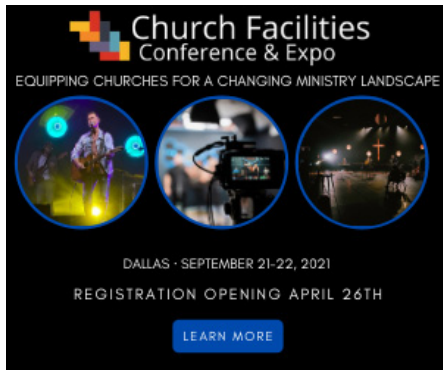 Church Facilities
Conference & Expo
EQUIPPING CHURCHES FOR A CHANGING MINISTRY LANDSCAPE
DALLAS · SEPTEMBER 21-22, 2021
REGISTRATION OPENING APRIL 26TH
LEARN MORE